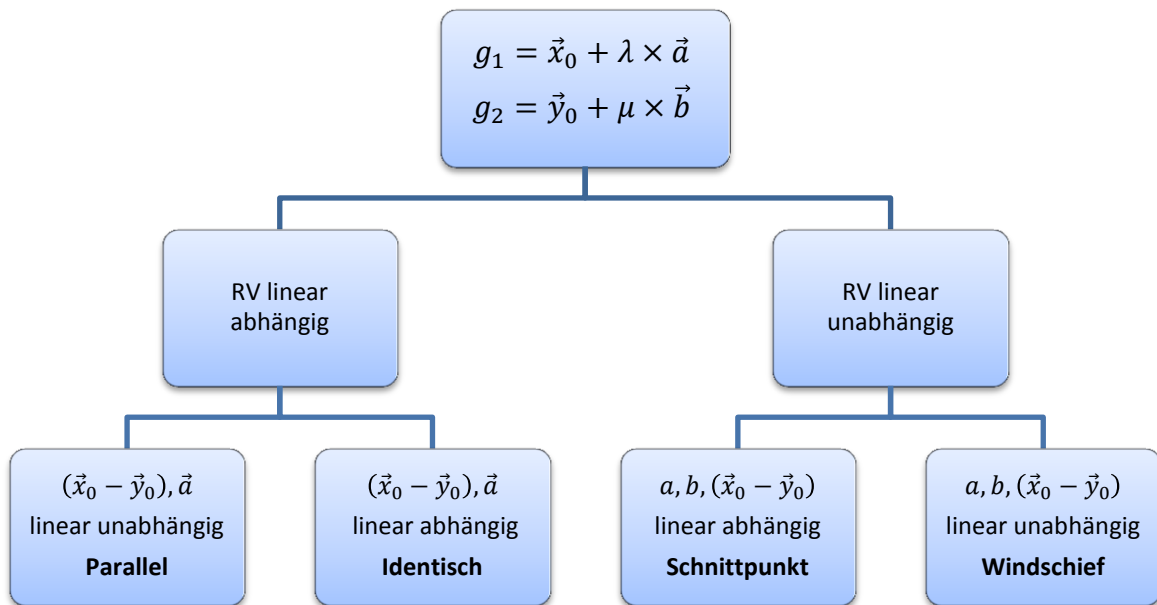 g₁ = x⃗₀ + λ × a⃗
g₂ = y⃗₀ + μ × b⃗
RV linear
abhängig
RV linear
unabhängig
(x⃗₀ − y⃗₀), a⃗
linear unabhängig
Parallel
(x⃗₀ − y⃗₀), a⃗
linear abhängig
Identisch
a, b, (x⃗₀ − y⃗₀)
linear abhängig
Schnittpunkt
a, b, (x⃗₀ − y⃗₀)
linear unabhängig
Windschief